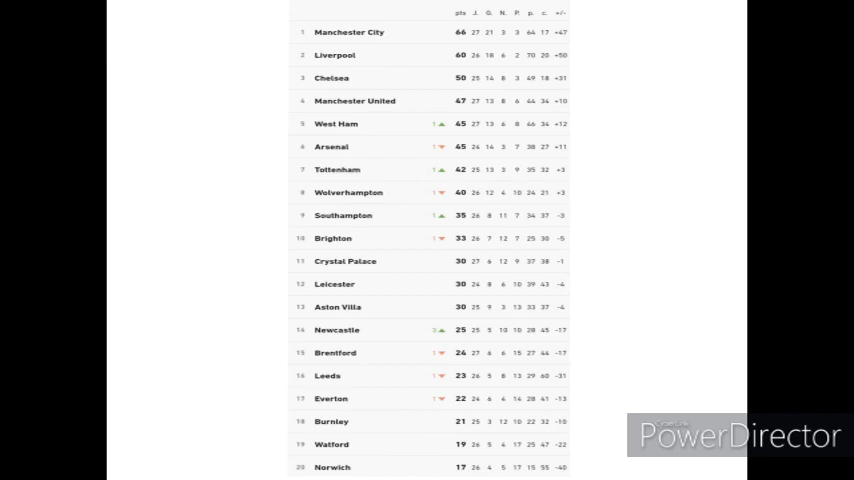 pts J. G. N. P. p. c. +/-
1 Manchester City 66 27 21 3 3 64 17 +47
2 Liverpool 60 26 18 6 2 70 20 +50
3 Chelsea 50 25 14 8 3 49 18 +31
4 Manchester United 47 27 13 8 6 44 34 +10
5 West Ham 1 45 27 13 6 8 46 34 +12
6 Arsenal 1 45 24 14 3 7 38 27 +11
7 Tottenham 1 42 25 13 3 9 35 32 +3
8 Wolverhampton 1 40 26 12 4 10 24 21 +3
9 Southampton 1 35 26 8 11 7 34 37 -3
10 Brighton 1 33 26 7 12 7 25 30 -5
11 Crystal Palace 30 27 6 12 9 37 38 -1
12 Leicester 30 24 8 6 10 39 43 -4
13 Aston Villa 30 25 9 3 13 33 37 -4
14 Newcastle 3 25 25 5 10 10 28 45 -17
15 Brentford 1 24 27 6 6 15 27 44 -17
16 Leeds 1 23 26 5 8 13 29 60 -31
17 Everton 1 22 24 6 4 14 28 41 -13
18 Burnley 21 25 3 12 10 22 32 -10
19 Watford 19 26 5 4 17 25 47 -22
20 Norwich 17 26 4 5 17 15 55 -40
CyberLink
PowerDirector